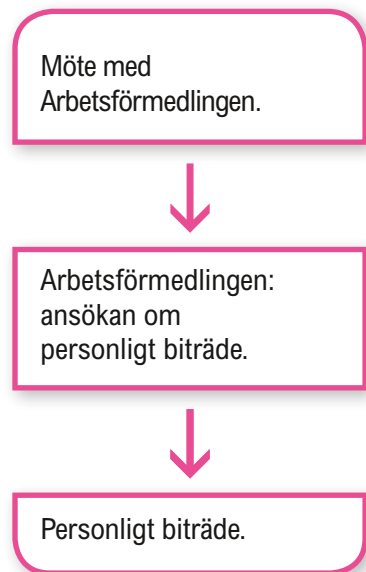 Möte med
Arbetsförmedlingen.
Arbetsförmedlingen:
ansökan om
personligt biträde.
Personligt biträde.